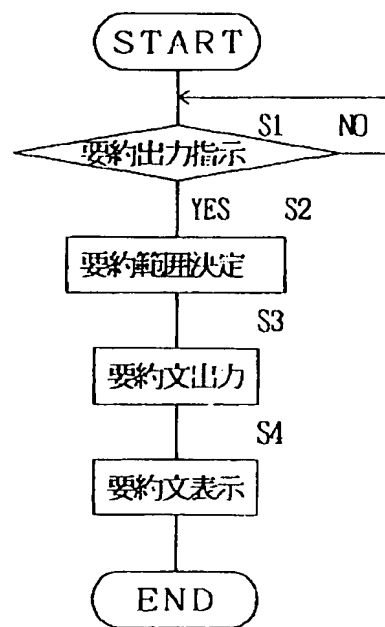 START
S1 NO
要約出力指示
YES S2
要約範囲決定
S3
要約文出力
S4
要約文表示
END